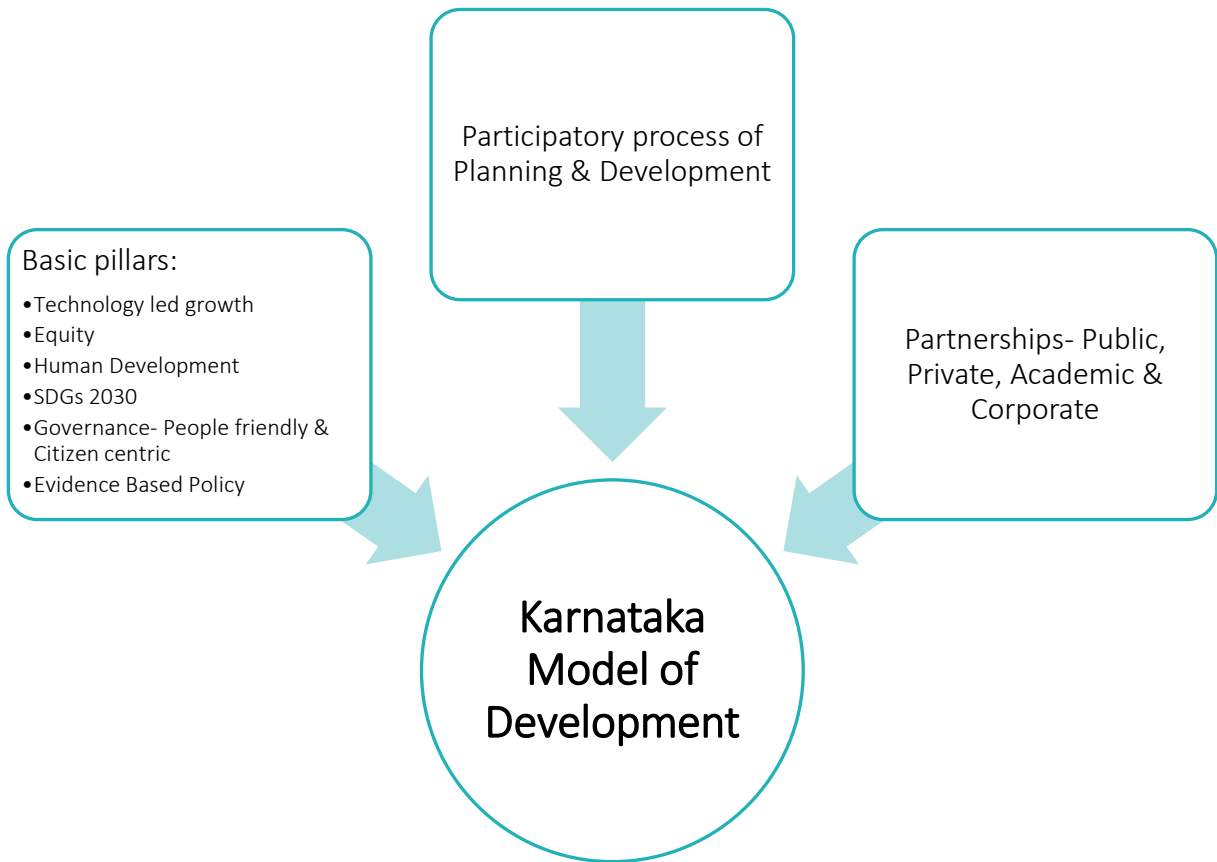 Participatory process of
Planning & Development
Basic pillars:
•Technology led growth
•Equity
•Human Development
•SDGs 2030
•Governance- People friendly &
Citizen centric
•Evidence Based Policy
Partnerships- Public,
Private, Academic &
Corporate
Karnataka
Model of
Development